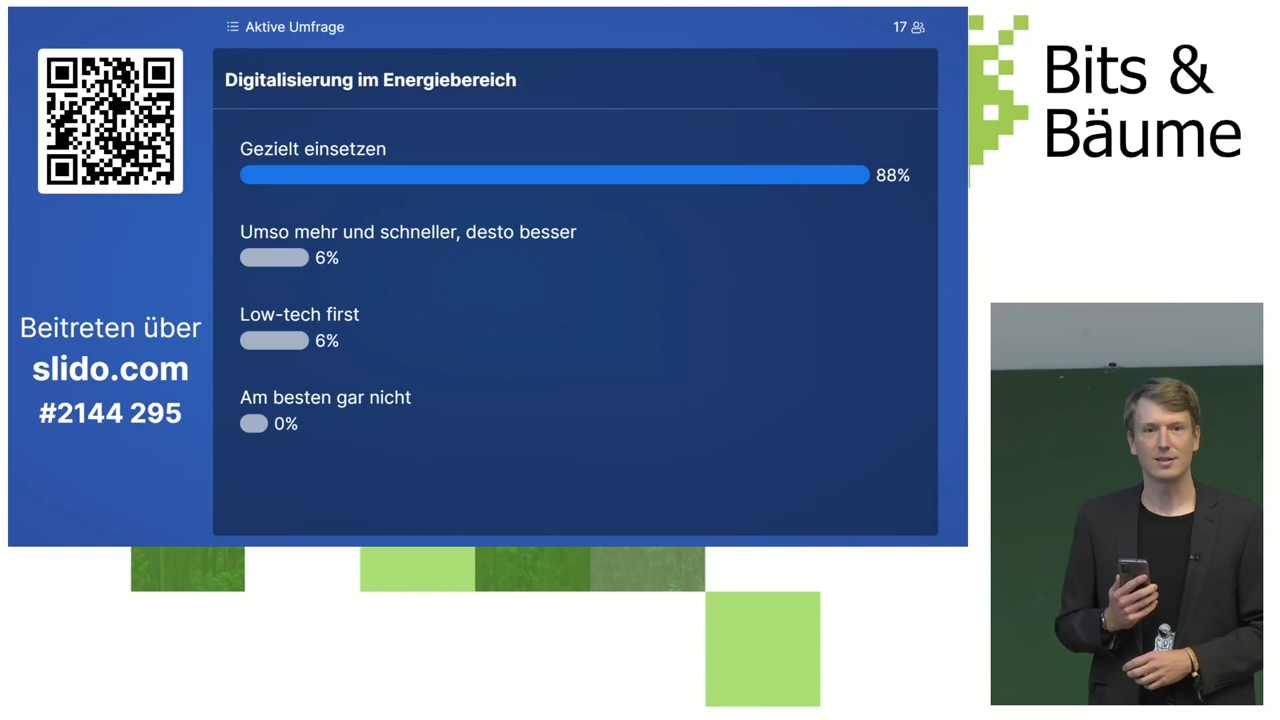 Aktive Umfrage
17
Digitalisierung im Energiebereich
Gezielt einsetzen
88%
Umso mehr und schneller, desto besser
6%
Low-tech first
6%
Am besten gar nicht
0%
Beitreten über
slido.com
#2144 295
Bits &
Bäume